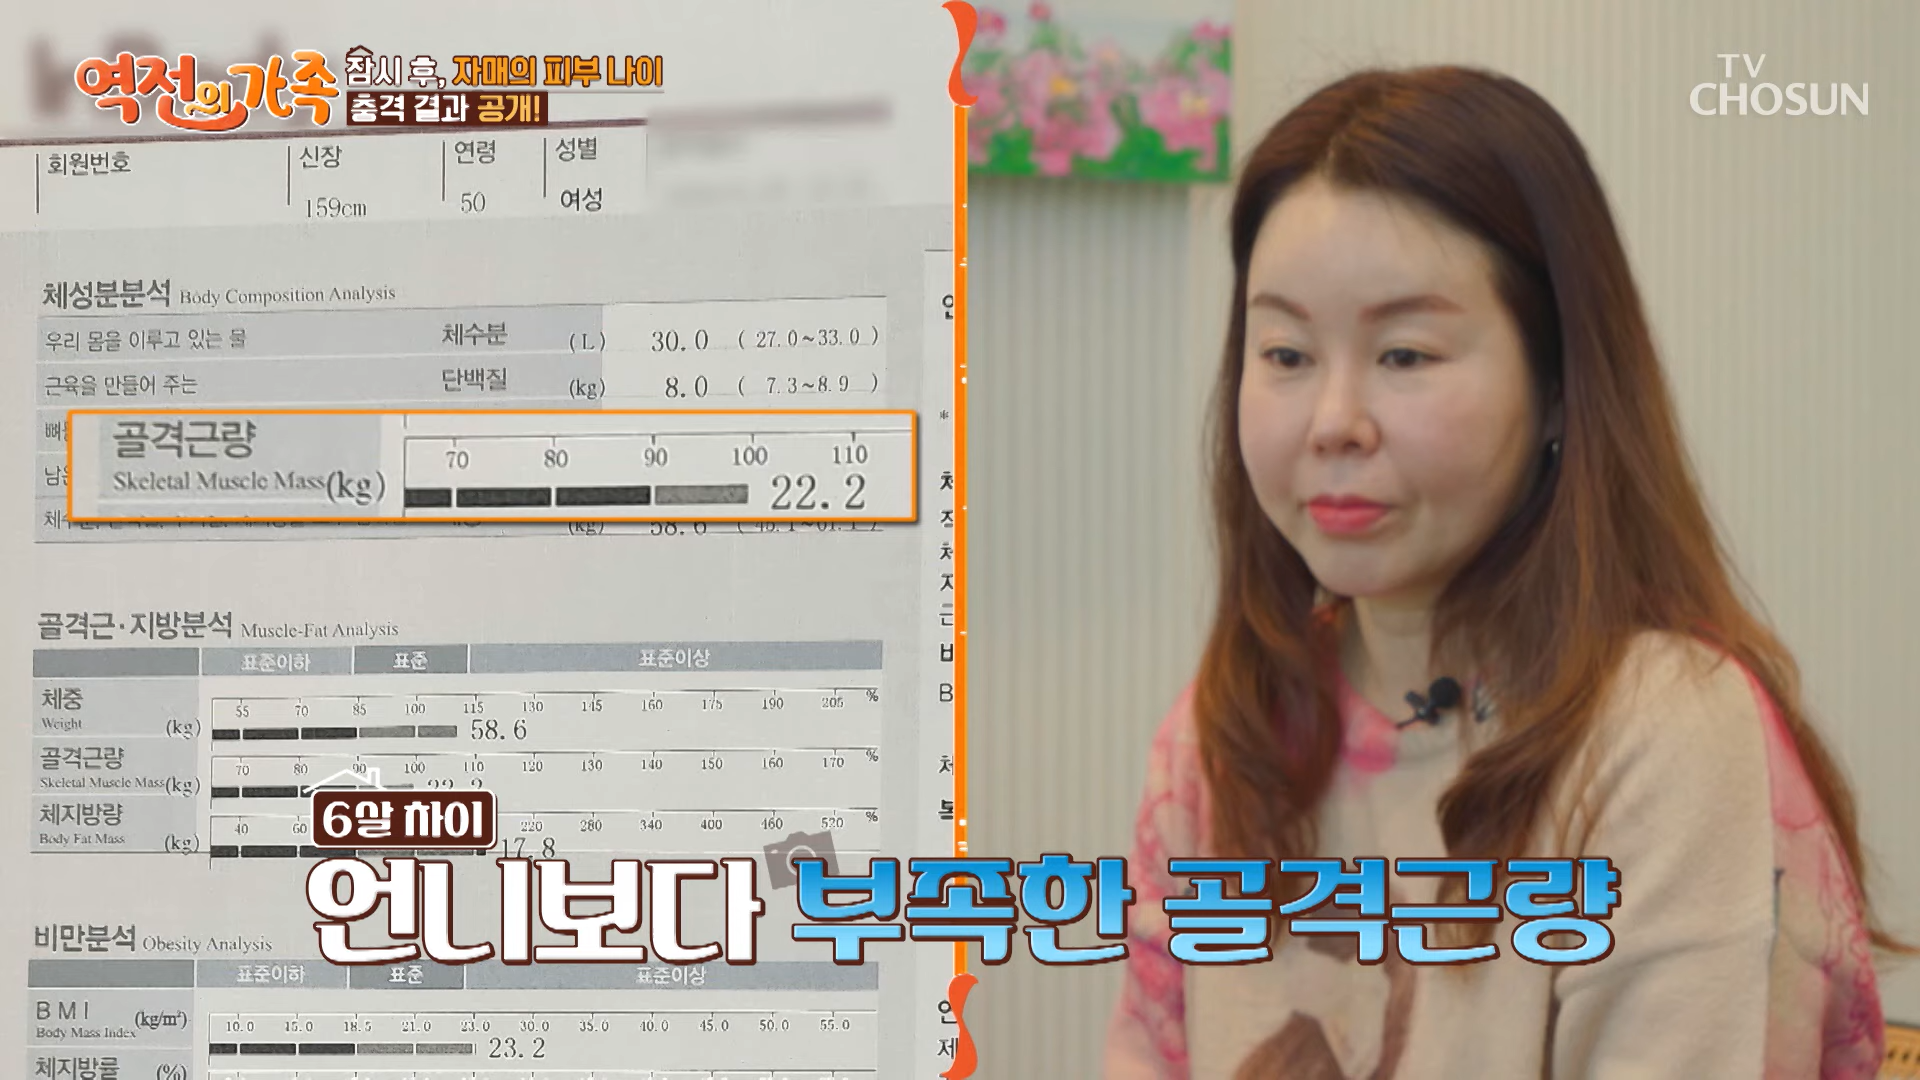 역전의 가족
잠시 후, 자매의 피부 나이
충격 결과 공개!
TV
CHOSUN
회원번호
신장
연령
성별
159cm
50
여성
체성분분석 Body Composition Analysis
우리 몸을 이루고 있는 물 체수분 (L) 30.0 ( 27.0~33.0 )
근육을 만들어 주는 단백질 (kg) 8.0 ( 7.3~8.9 )
골격근량
Skeletal Muscle Mass(kg)
70 80 90 100 110
22.2
(kg) 58.6
골격근·지방분석 Muscle-Fat Analysis
표준이하 표준 표준이상
체중
Weight (kg)
55 70 85 100 115 130 145 160 175 190 205 %
58.6
골격근량
Skeletal Muscle Mass(kg)
70 80 90 100 110 120 130 140 150 160 170 %
체지방량
Body Fat Mass (kg)
40 60 220 280 340 400 460 520 %
17.8
6살 차이
언니보다 부족한 골격근량
비만분석 Obesity Analysis
표준이하 표준 표준이상
BMI
Body Mass Index (kg/m²)
10.0 15.0 18.5 21.0 23.0 30.0 35.0 40.0 45.0 50.0 55.0
23.2
체지방률 (%)